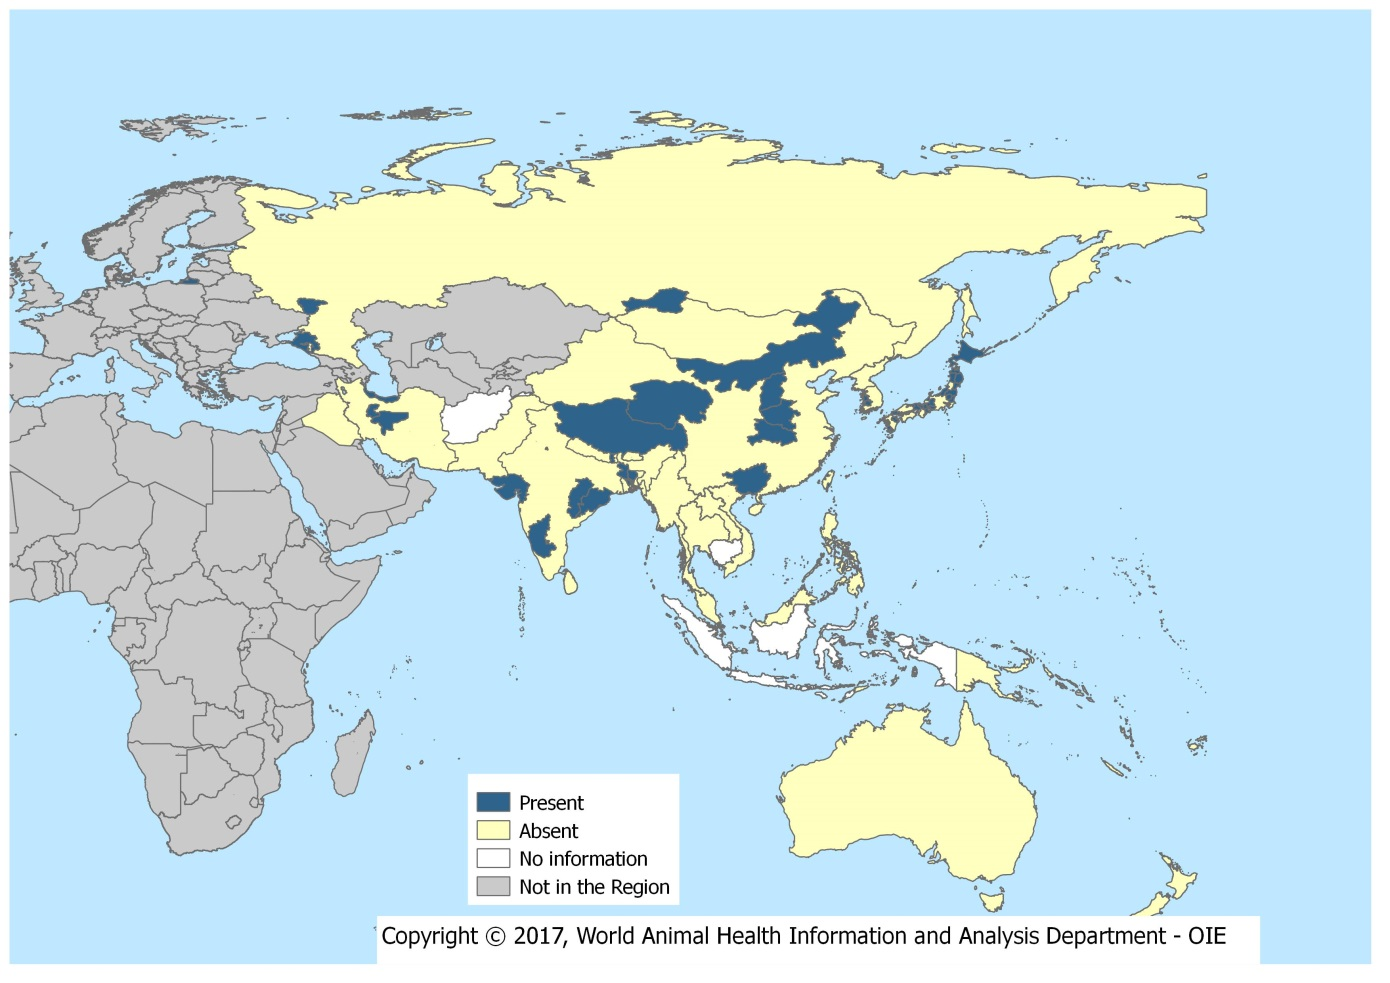 Present
Absent
No information
Not in the Region
Copyright © 2017, World Animal Health Information and Analysis Department - OIE